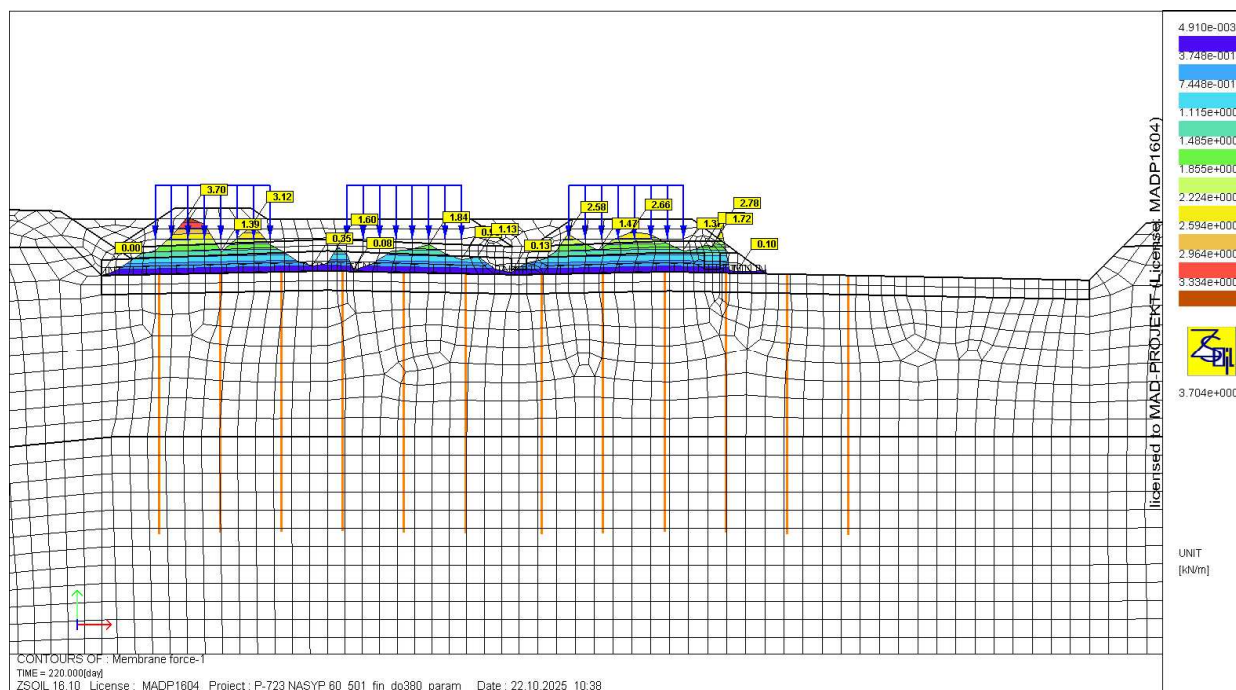 4.910e-003
3.748e-001
7.448e-001
1.115e+000
1.485e+000
1.855e+000
2.224e+000
2.594e+000
2.964e+000
3.334e+000
3.704e+000
UNIT
[kN/m]
licensed to MAD-PROJEKT (License: MADP1604)
ZSoil
3.70
3.12
1.39
0.00
0.35
1.60
0.08
1.84
1.13
0.13
2.58
1.47
2.66
2.78
1.72
0.10
CONTOURS OF : Membrane force-1
TIME = 220.000[day]
ZSOIL 16.10 License : MADP1604 Project : P-723 NASYP 60_501_fin_do380_param Date : 22.10.2025 10:38